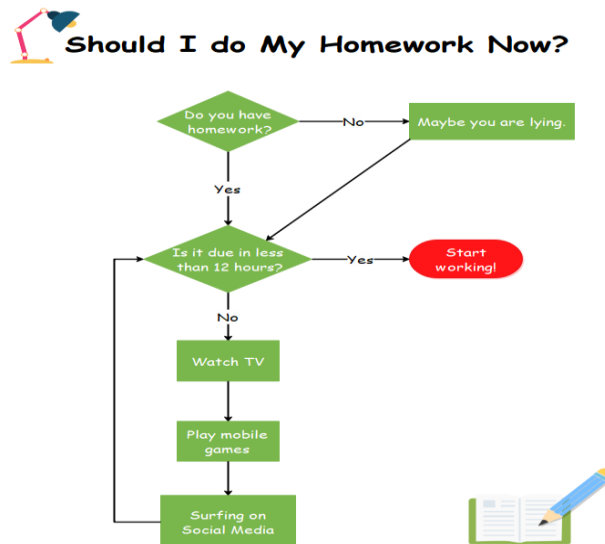 Should I do My Homework Now?
Do you have
homework?
No
Maybe you are lying.
Yes
Is it due in less
than 12 hours?
Yes
Start
working!
No
Watch TV
Play mobile
games
Surfing on
Social Media